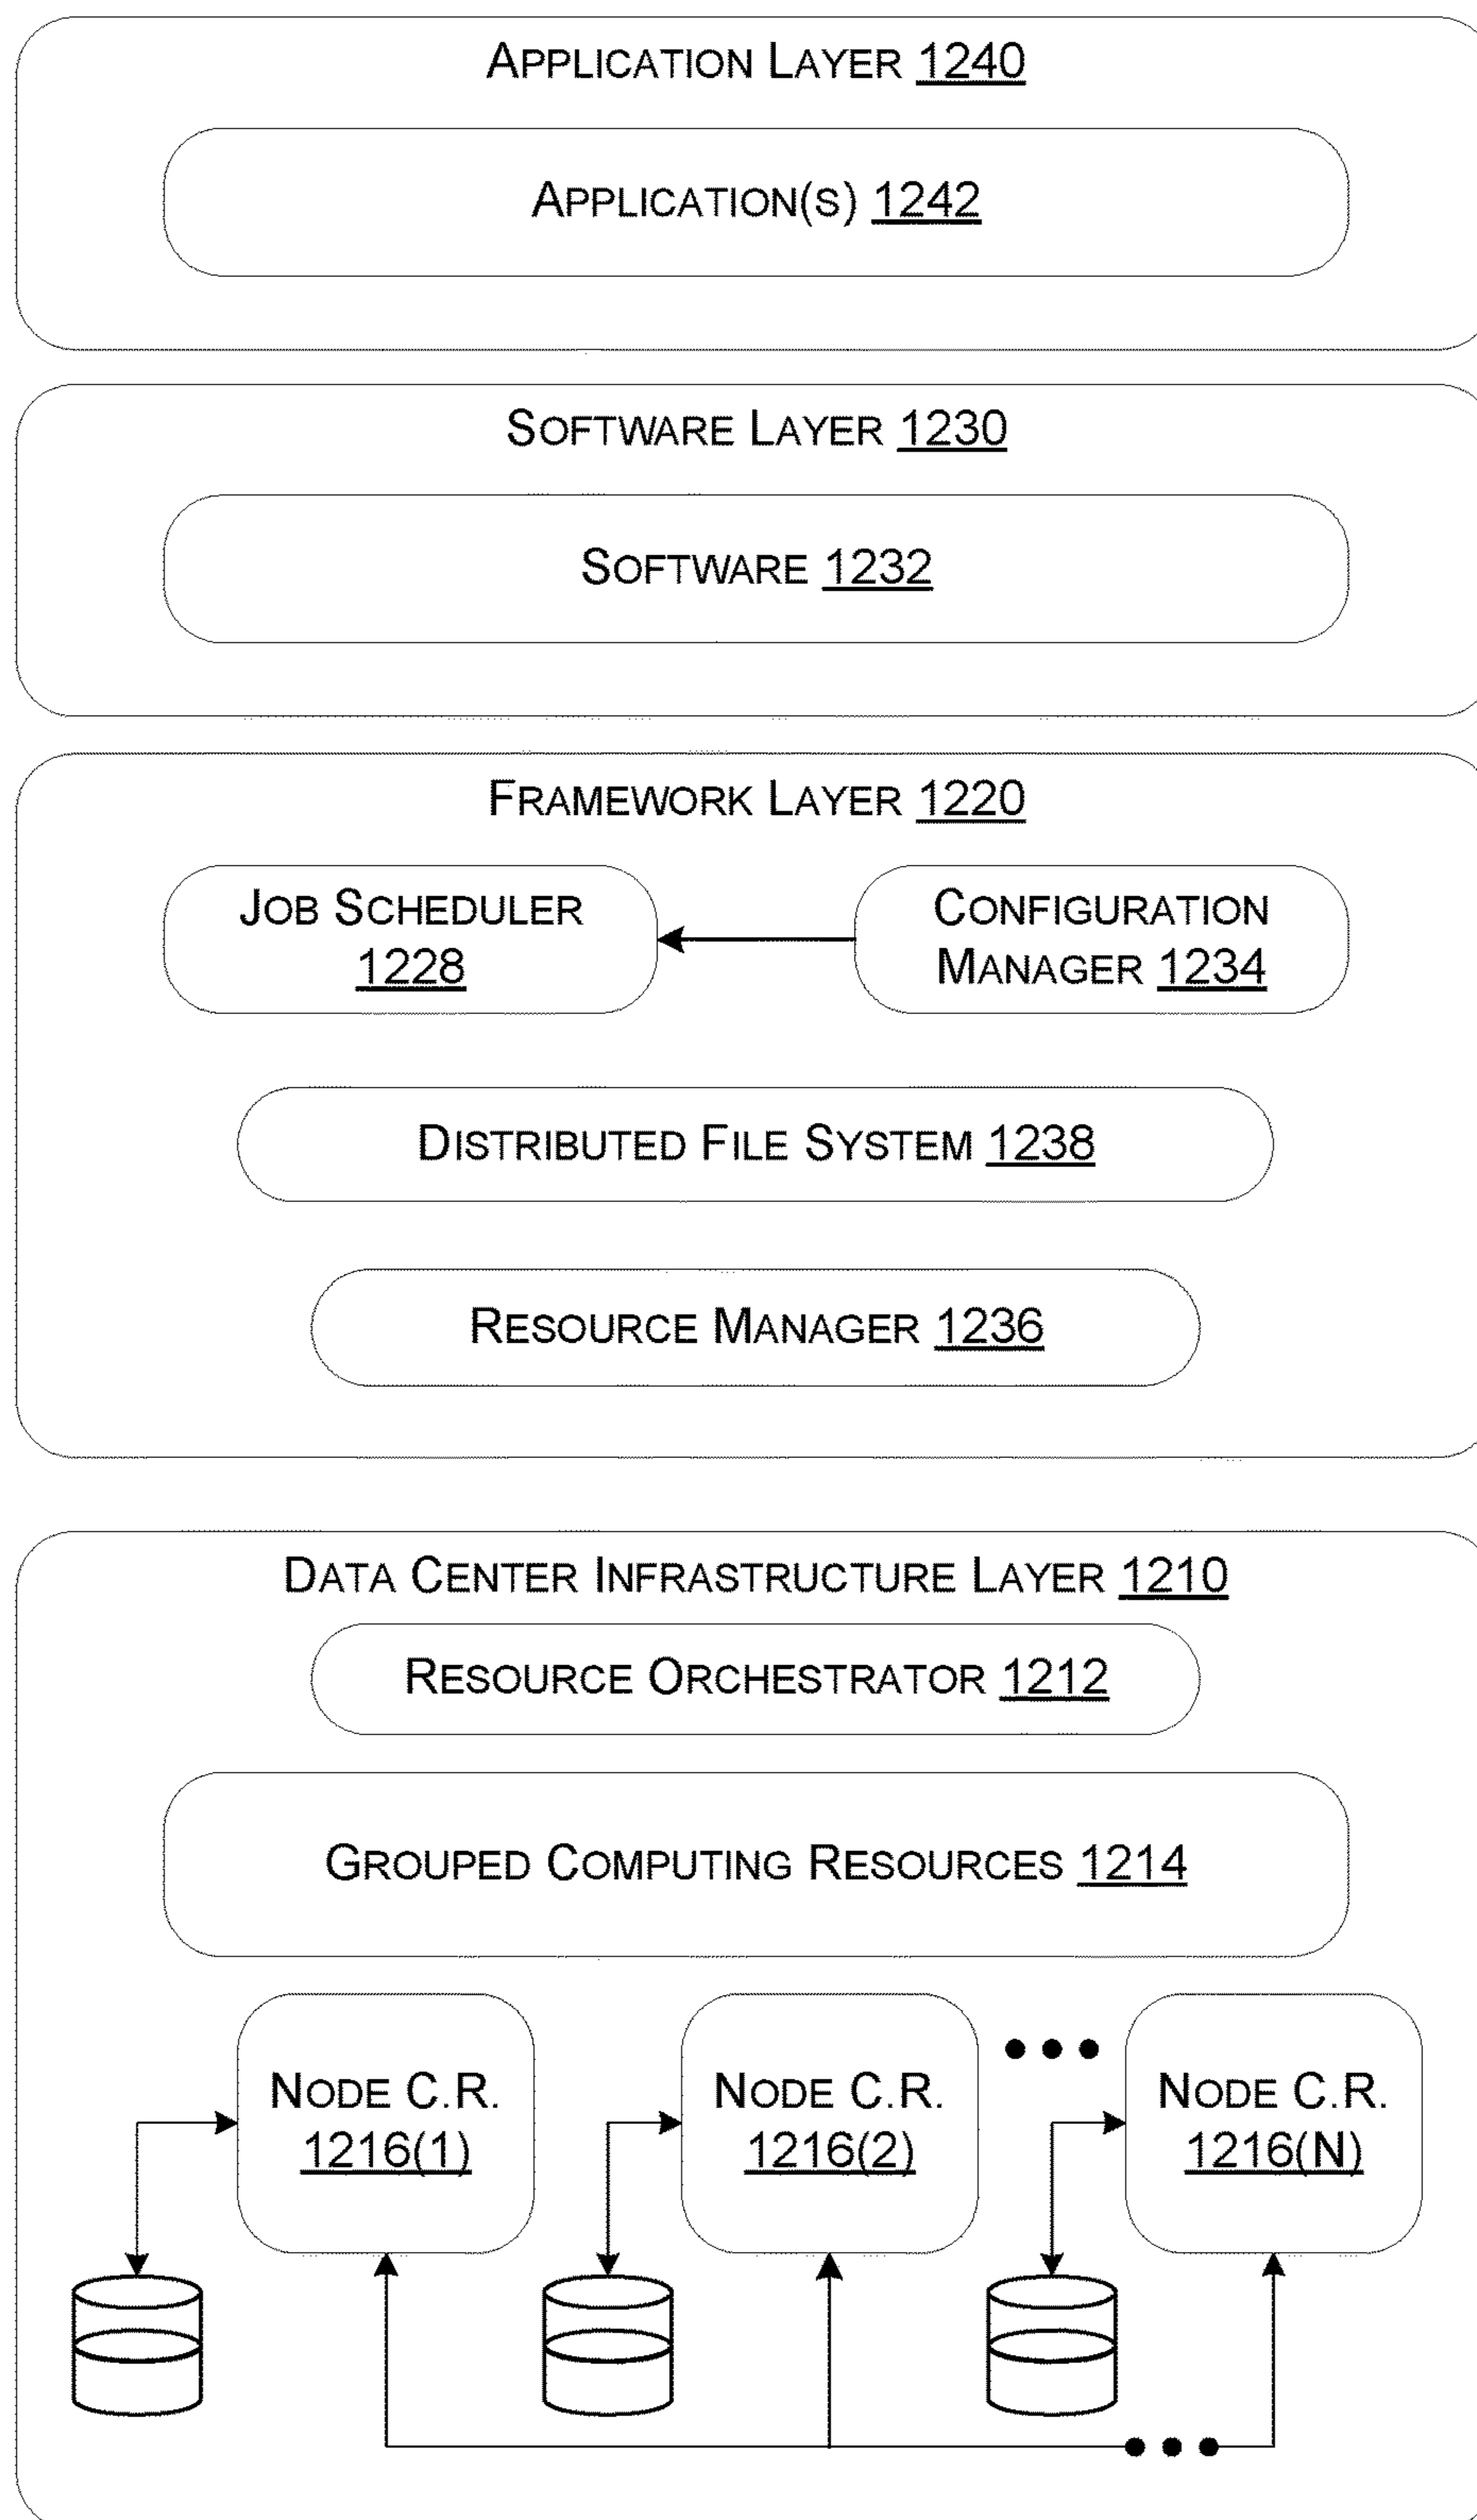 APPLICATION LAYER 1240
APPLICATION(S) 1242
SOFTWARE LAYER 1230
SOFTWARE 1232
FRAMEWORK LAYER 1220
JOB SCHEDULER
1228
CONFIGURATION
MANAGER 1234
DISTRIBUTED FILE SYSTEM 1238
RESOURCE MANAGER 1236
DATA CENTER INFRASTRUCTURE LAYER 1210
RESOURCE ORCHESTRATOR 1212
GROUPED COMPUTING RESOURCES 1214
NODE C.R.
1216(1)
NODE C.R.
1216(2)
NODE C.R.
1216(N)